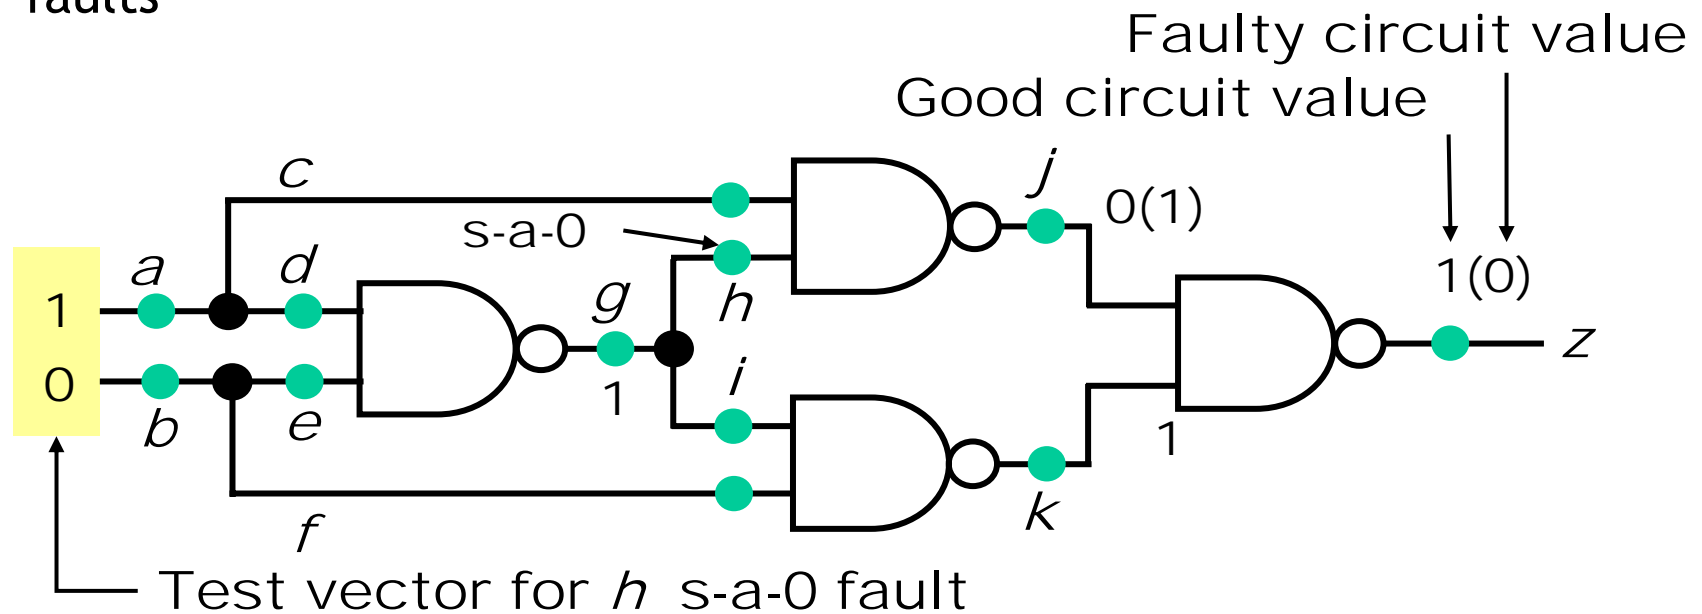 faults
Faulty circuit value
Good circuit value
c
j
s-a-0
0(1)
a
d
g
h
1(0)
1
z
0
1
i
b
e
1
k
f
Test vector for h s-a-0 fault